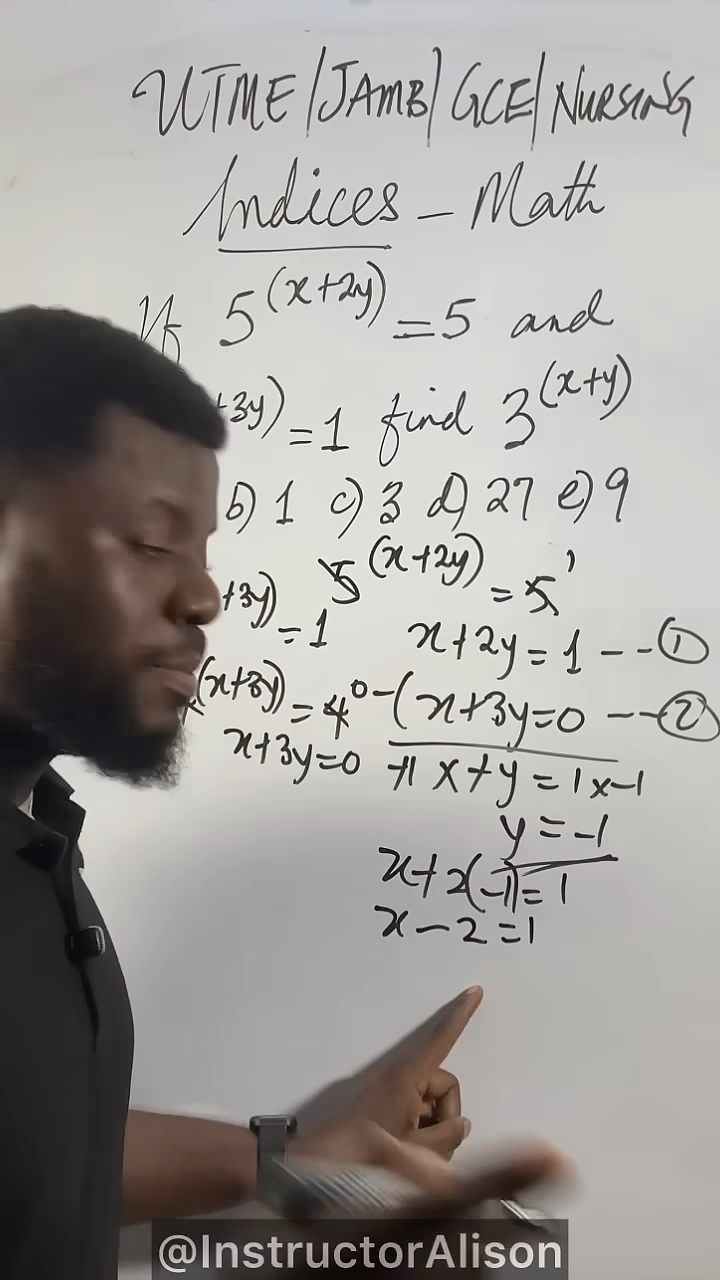 UTME/JAMB/GCE/NURSING
Indices - Math
If 5^(x+2y) = 5 and
+3y) = 1 find 3^(x+y)
b) 1 c) 3 d) 27 e) 9
+3y) = 1 5^(x+2y) = 5^1
x+2y = 1 --①
(x+3y) = 4^0 -(x+3y=0 --②
x+3y=0
-1 x +y = 1 x -1
y = -1
x+2(-1)=1
x-2=1
@InstructorAlison